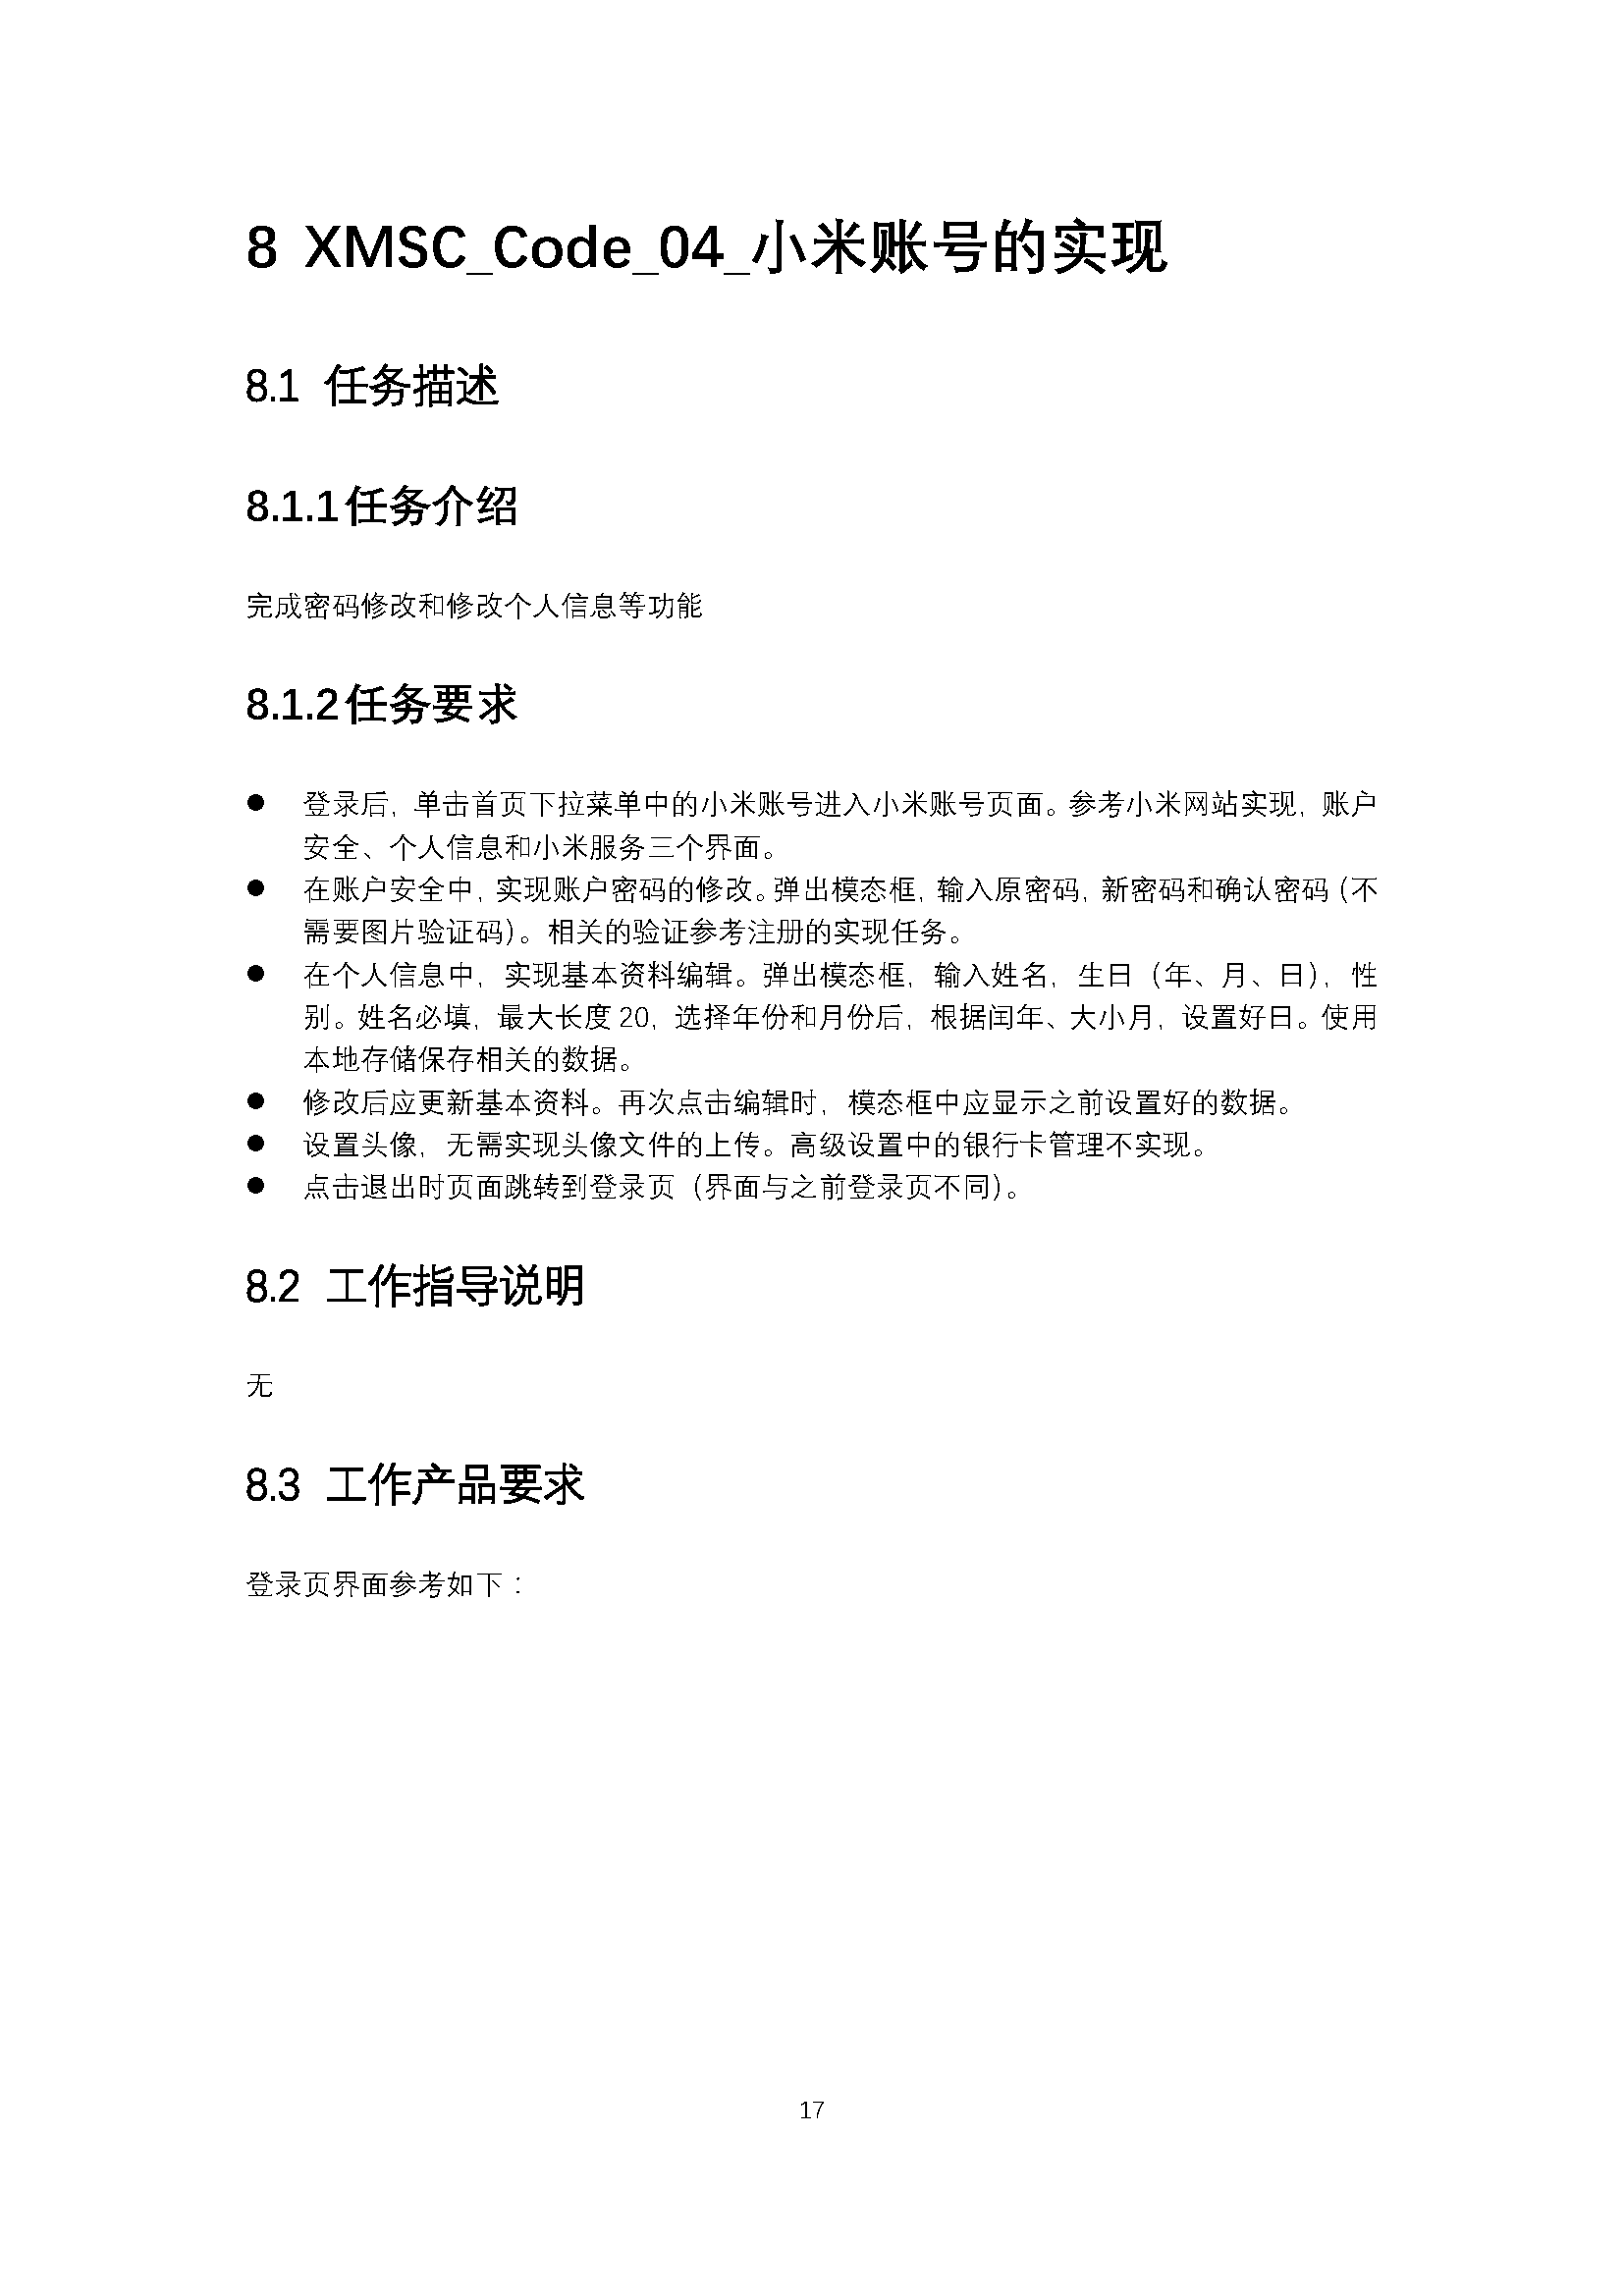 8 XMSC_Code_04_小米账号的实现
8.1 任务描述
8.1.1任务介绍
完成密码修改和修改个人信息等功能
8.1.2任务要求
● 登录后，单击首页下拉菜单中的小米账号进入小米账号页面。参考小米网站实现，账户
安全、个人信息和小米服务三个界面。
● 在账户安全中，实现账户密码的修改。弹出模态框，输入原密码，新密码和确认密码（不
需要图片验证码）。相关的验证参考注册的实现任务。
● 在个人信息中，实现基本资料编辑。弹出模态框，输入姓名，生日（年、月、日），性
别。姓名必填，最大长度 20，选择年份和月份后，根据闰年、大小月，设置好日。使用
本地存储保存相关的数据。
● 修改后应更新基本资料。再次点击编辑时，模态框中应显示之前设置好的数据。
● 设置头像，无需实现头像文件的上传。高级设置中的银行卡管理不实现。
● 点击退出时页面跳转到登录页（界面与之前登录页不同）。
8.2 工作指导说明
无
8.3 工作产品要求
登录页界面参考如下：
17